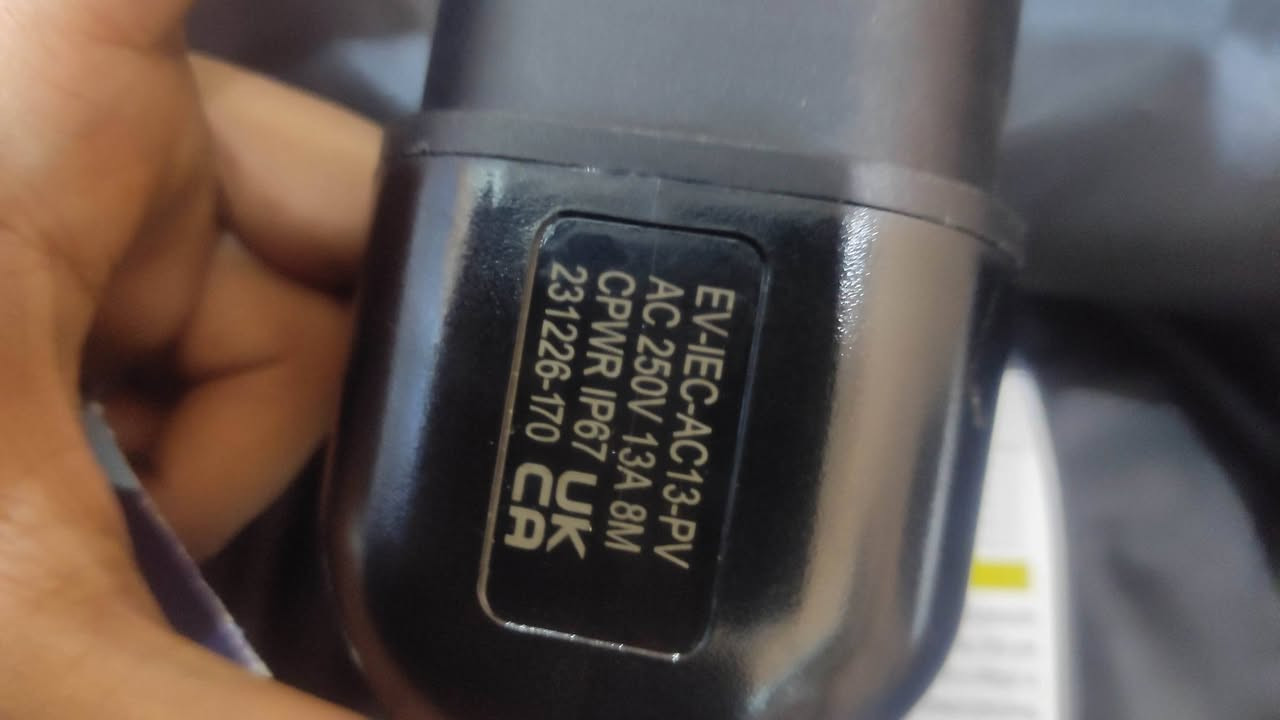 EV-IEC-AC13-PV
AC 250V 13A 8M
CPWR IP67
231226-170
UK
CA